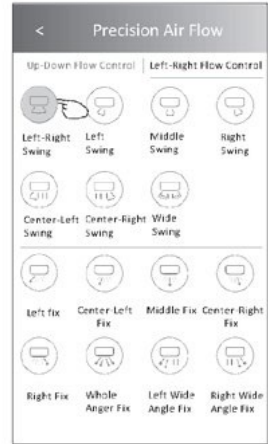 < Precision Air Flow
Up-Down Flow Control Left-Right Flow Control
Left-Right Swing
Left Swing
Middle Swing
Right Swing
Center-Left Swing
Center-Right Swing
Wide Swing
Left fix
Center-Left Fix
Middle Fix
Center-Right Fix
Right Fix
Whole Anger Fix
Left Wide Angle Fix
Right Wide Angle Fix